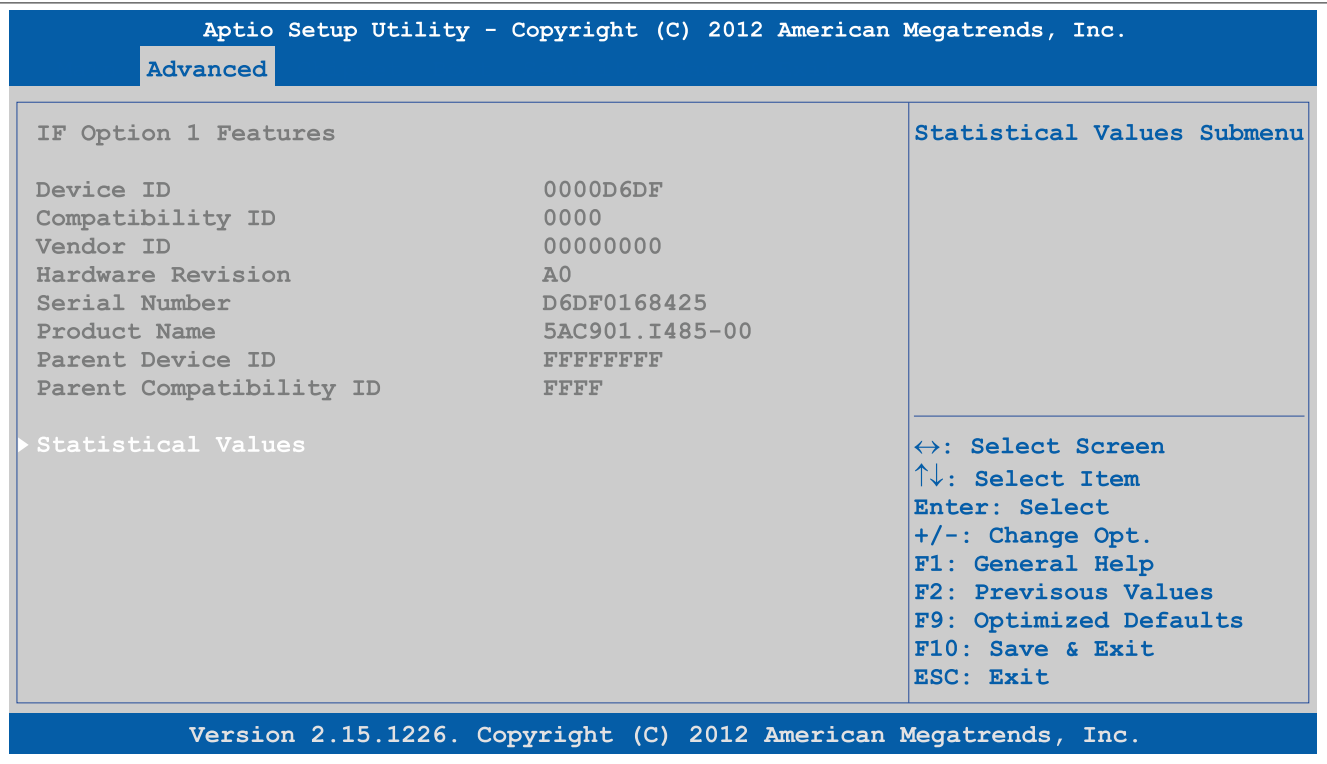 Aptio Setup Utility - Copyright (C) 2012 American Megatrends, Inc.
Advanced
IF Option 1 Features
Device ID 0000D6DF
Compatibility ID 0000
Vendor ID 00000000
Hardware Revision A0
Serial Number D6DF0168425
Product Name 5AC901.I485-00
Parent Device ID FFFFFFFF
Parent Compatibility ID FFFF
Statistical Values
Statistical Values Submenu
↔: Select Screen
↑↓: Select Item
Enter: Select
+/-: Change Opt.
F1: General Help
F2: Previsous Values
F9: Optimized Defaults
F10: Save & Exit
ESC: Exit
Version 2.15.1226. Copyright (C) 2012 American Megatrends, Inc.